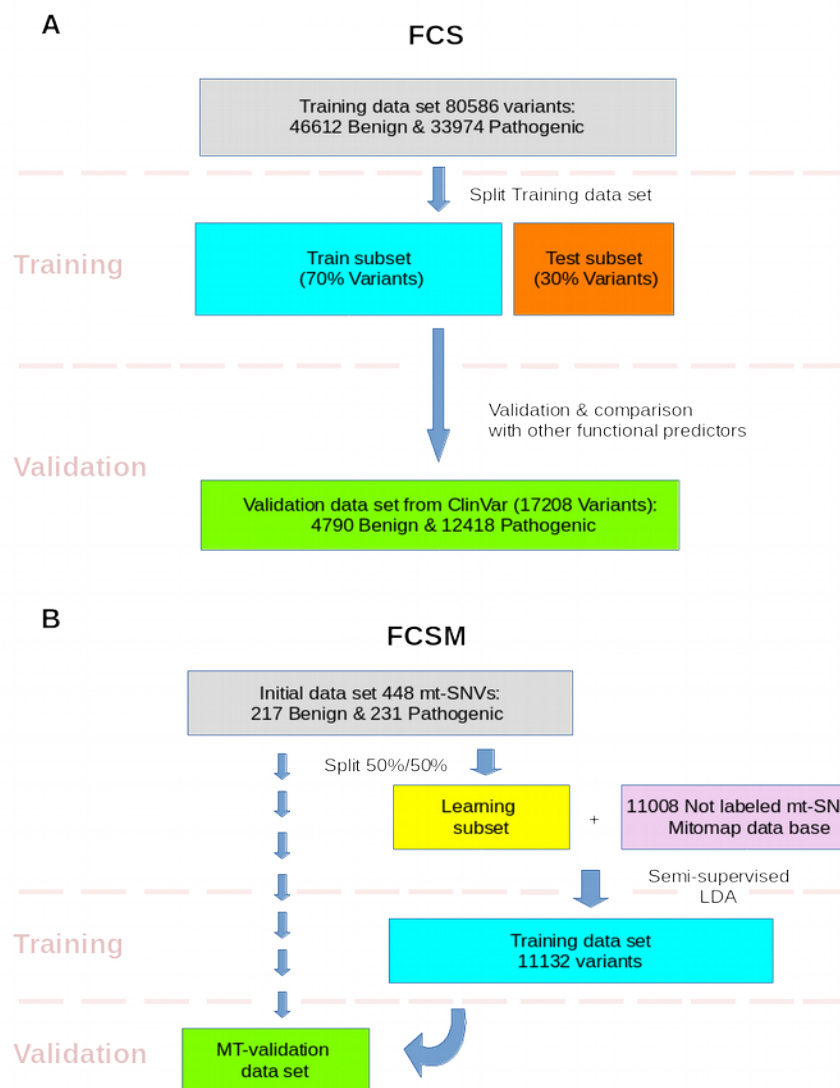 A
FCS
Training data set 80586 variants:
46612 Benign & 33974 Pathogenic
Split Training data set
Training
Train subset
(70% Variants)
Test subset
(30% Variants)
Validation & comparison
with other functional predictors
Validation
Validation data set from ClinVar (17208 Variants):
4790 Benign & 12418 Pathogenic
B
FCSM
Initial data set 448 mt-SNVs:
217 Benign & 231 Pathogenic
Split 50%/50%
Learning
subset
+
11008 Not labeled mt-SN
Mitomap data base
Semi-supervised
LDA
Training
Training data set
11132 variants
Validation
MT-validation
data set